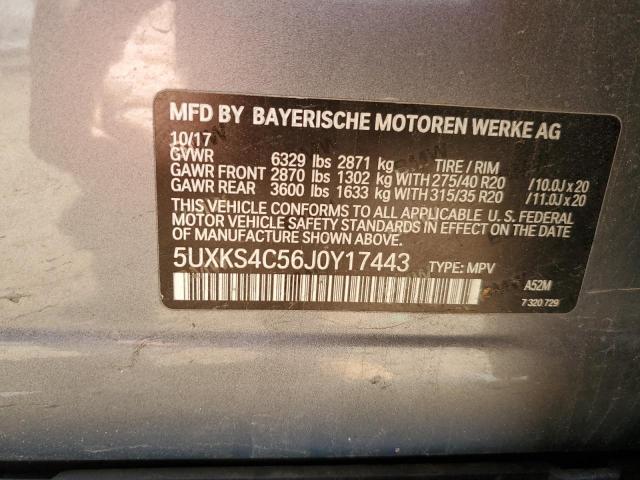 MFD BY BAYERISCHE MOTOREN WERKE AG
10/17
GVWR 6329 lbs 2871 kg TIRE / RIM
GAWR FRONT 2870 lbs 1302 kg WITH 275/40 R20 /10.0J x 20
GAWR REAR 3600 lbs 1633 kg WITH 315/35 R20 /11.0J x 20
THIS VEHICLE CONFORMS TO ALL APPLICABLE U. S. FEDERAL
MOTOR VEHICLE SAFETY STANDARDS IN EFFECT ON THE
DATE OF MANUFACTURE SHOWN ABOVE.
5UXKS4C56J0Y17443 TYPE: MPV
A52M
7 320 729